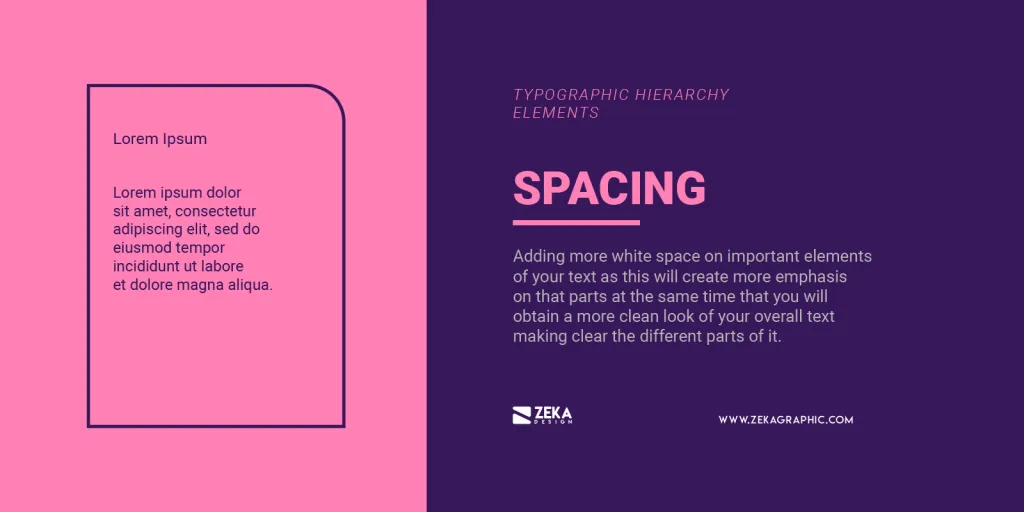 Lorem Ipsum
Lorem ipsum dolor
sit amet, consectetur
adipiscing elit, sed do
eiusmod tempor
incididunt ut labore
et dolore magna aliqua.
TYPOGRAPHIC HIERARCHY
ELEMENTS
SPACING
Adding more white space on important elements
of your text as this will create more emphasis
on that parts at the same time that you will
obtain a more clean look of your overall text
making clear the different parts of it.
ZEKA
DESIGN
WWW.ZEKAGRAPHIC.COM